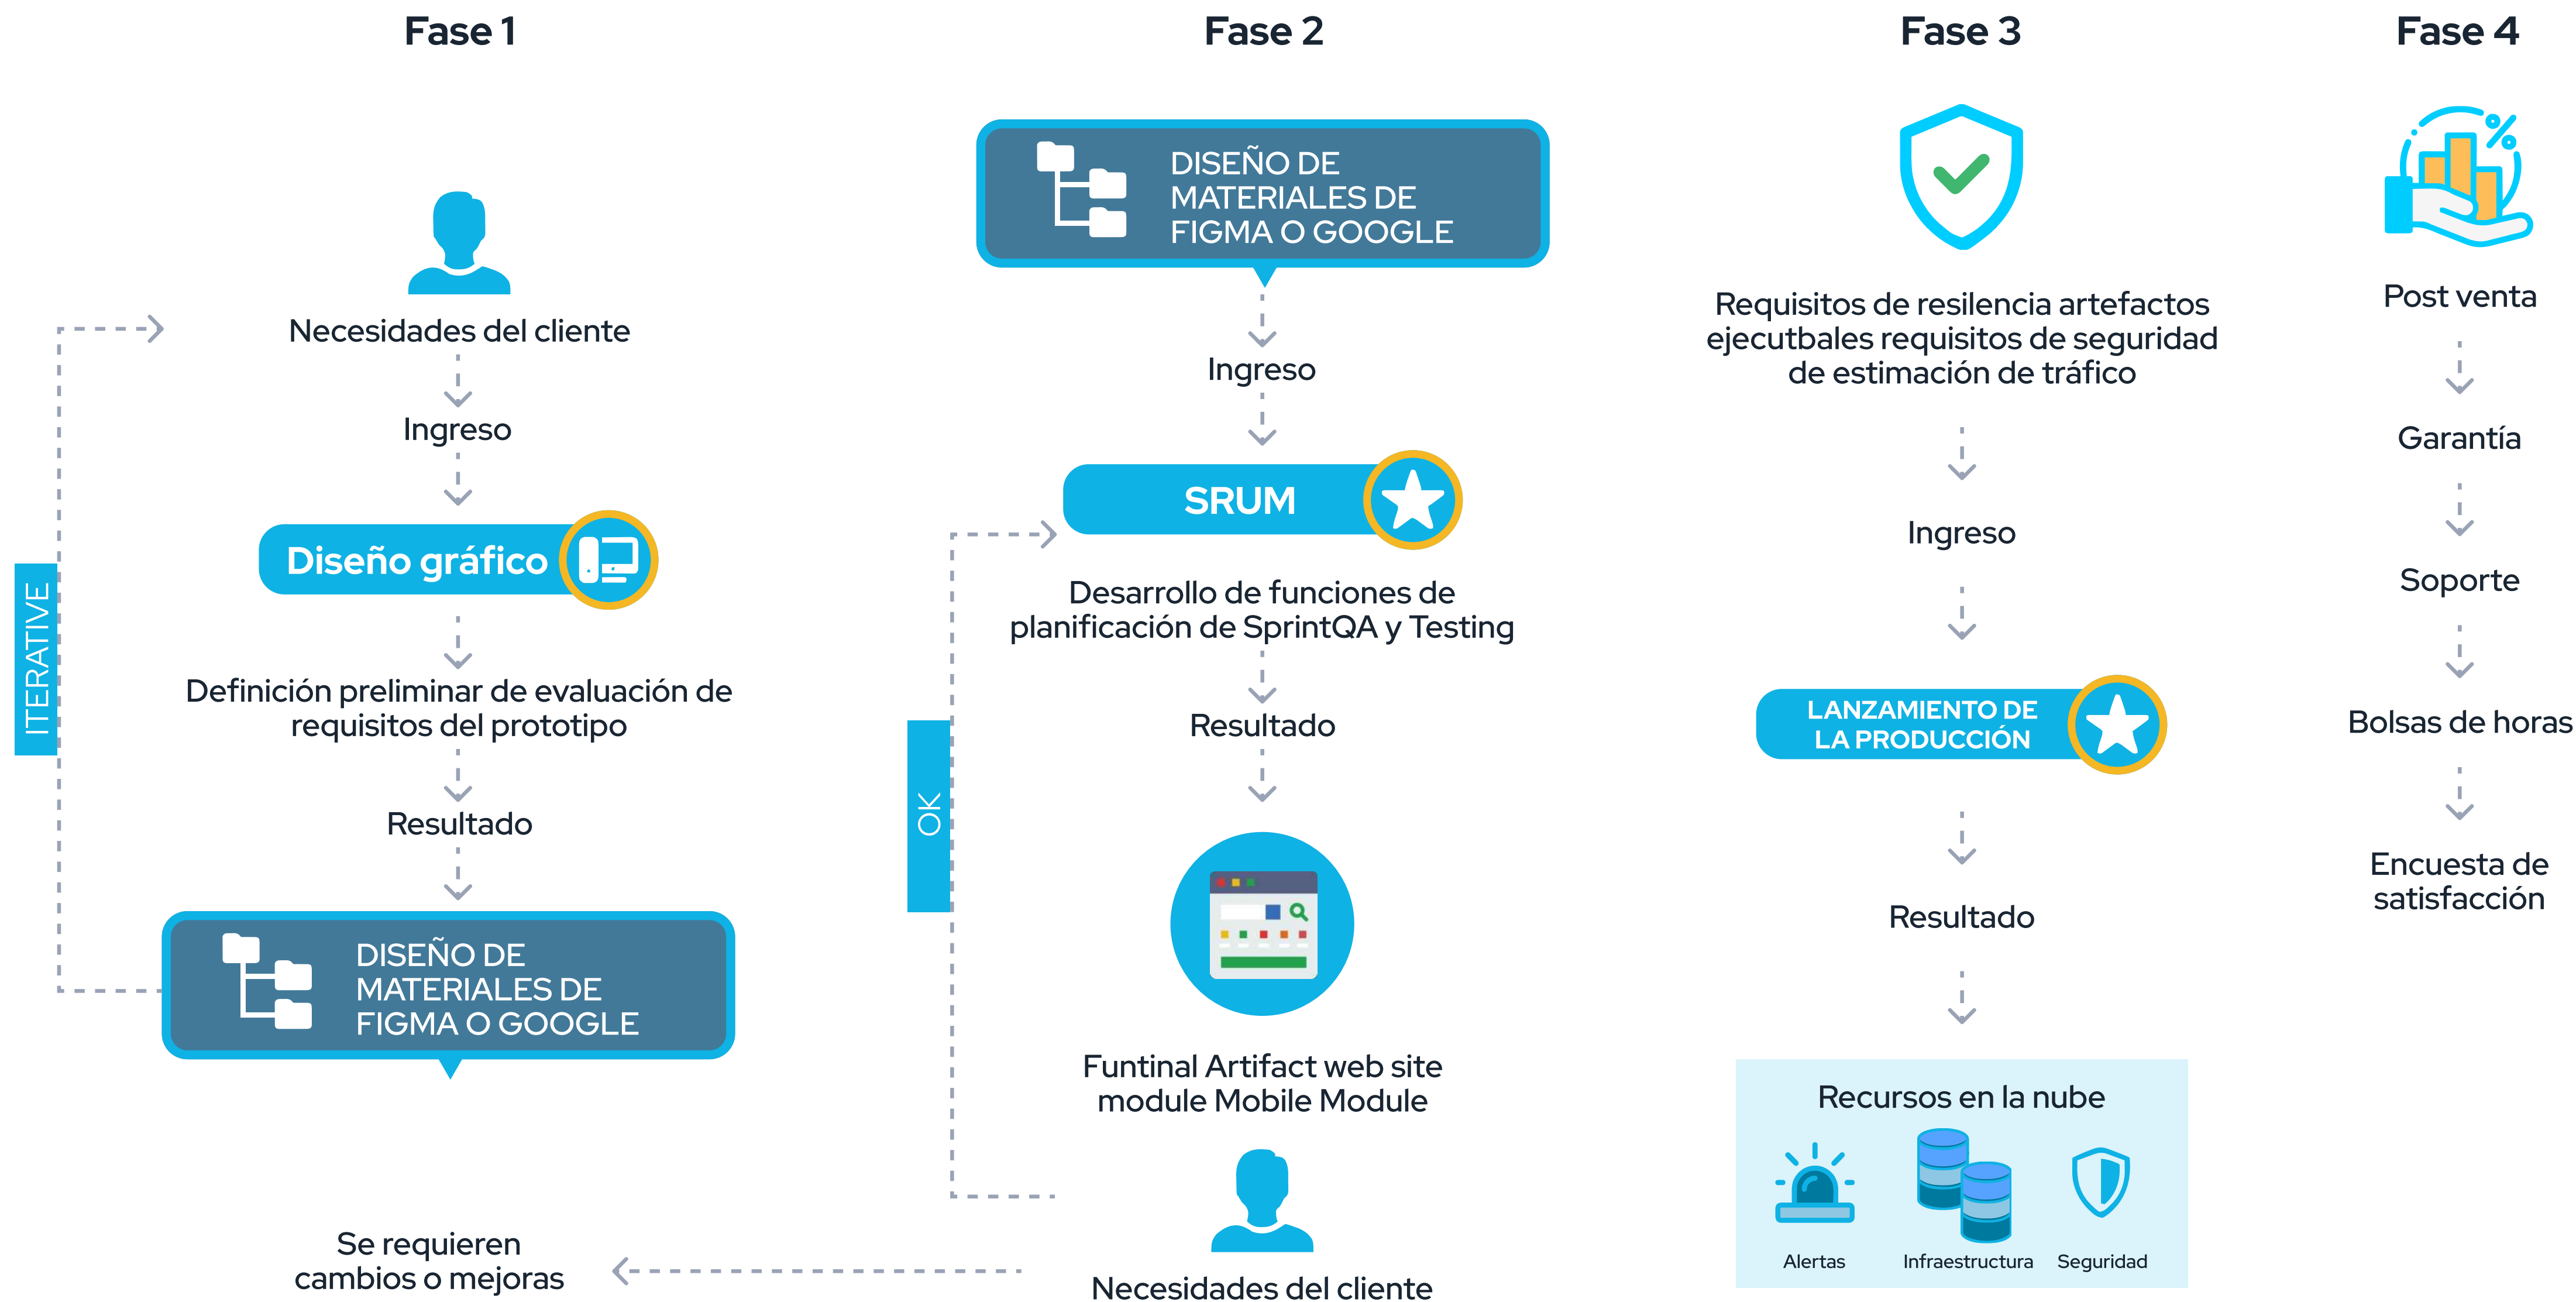 Fase 1
Necesidades del cliente
Ingreso
Diseño gráfico
Definición preliminar de evaluación de
requisitos del prototipo
Resultado
DISEÑO DE
MATERIALES DE
FIGMA O GOOGLE
ITERATIVE
Se requieren
cambios o mejoras
Fase 2
DISEÑO DE
MATERIALES DE
FIGMA O GOOGLE
Ingreso
SRUM
Desarrollo de funciones de
planificación de SprintQA y Testing
Resultado
OK
Funtinal Artifact web site
module Mobile Module
Necesidades del cliente
Fase 3
Requisitos de resilencia artefactos
ejecutbales requisitos de seguridad
de estimación de tráfico
Ingreso
LANZAMIENTO DE
LA PRODUCCIÓN
Resultado
Recursos en la nube
Alertas
Infraestructura
Seguridad
Fase 4
%
Post venta
Garantía
Soporte
Bolsas de horas
Encuesta de
satisfacción